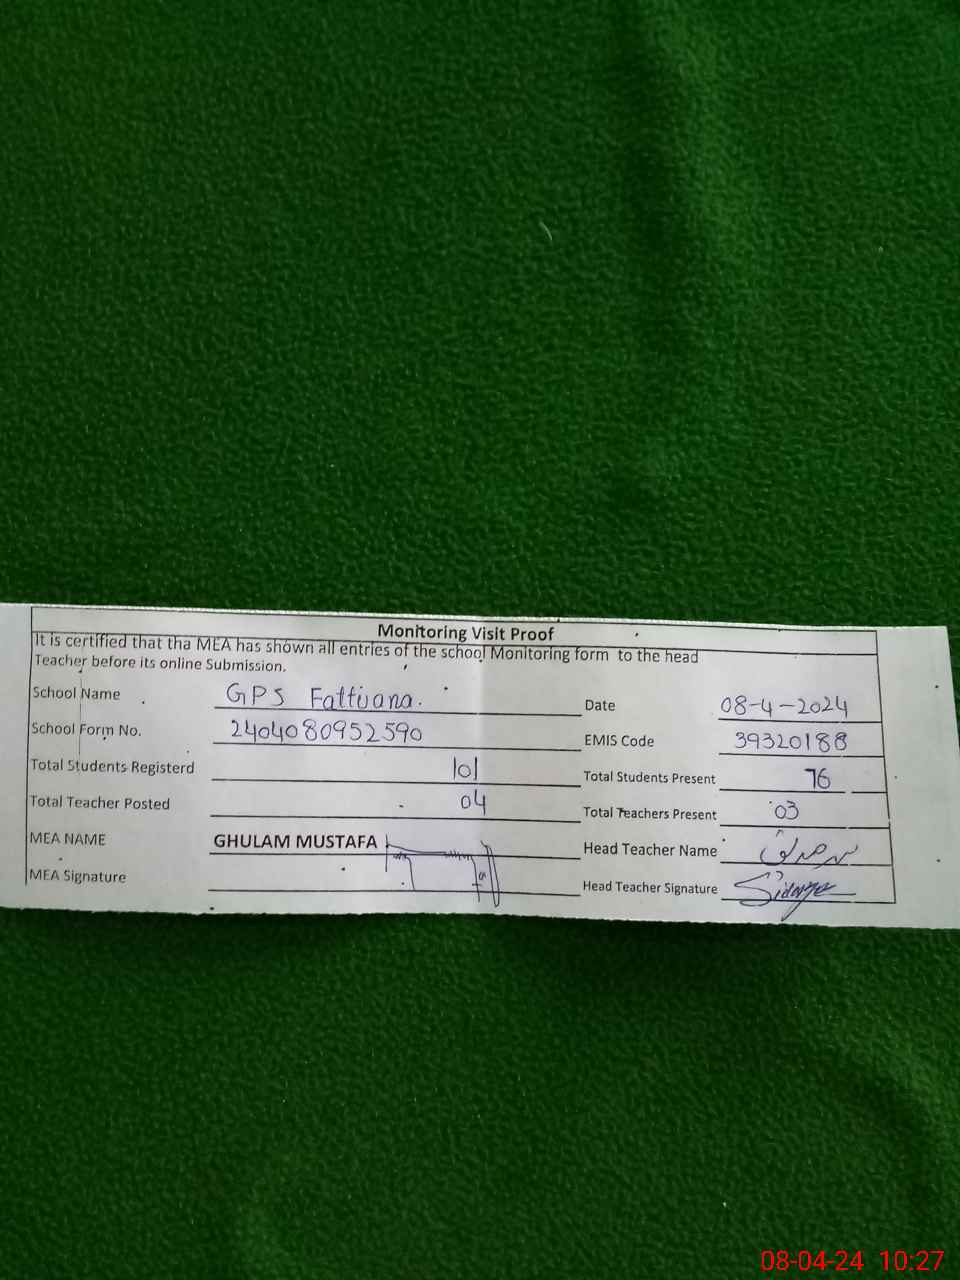 Monitoring Visit Proof
It is certified that tha MEA has shown all entries of the school Monitoring form to the head
Teacher before its online Submission.
School Name GPS Fattuana. Date 08-4-2024
School Form No. 2404080952590 EMIS Code 39320188
Total Students Registerd 101 Total Students Present 76
Total Teacher Posted 04 Total Teachers Present 03
MEA NAME GHULAM MUSTAFA Head Teacher Name
MEA Signature Head Teacher Signature
08-04-24 10:27